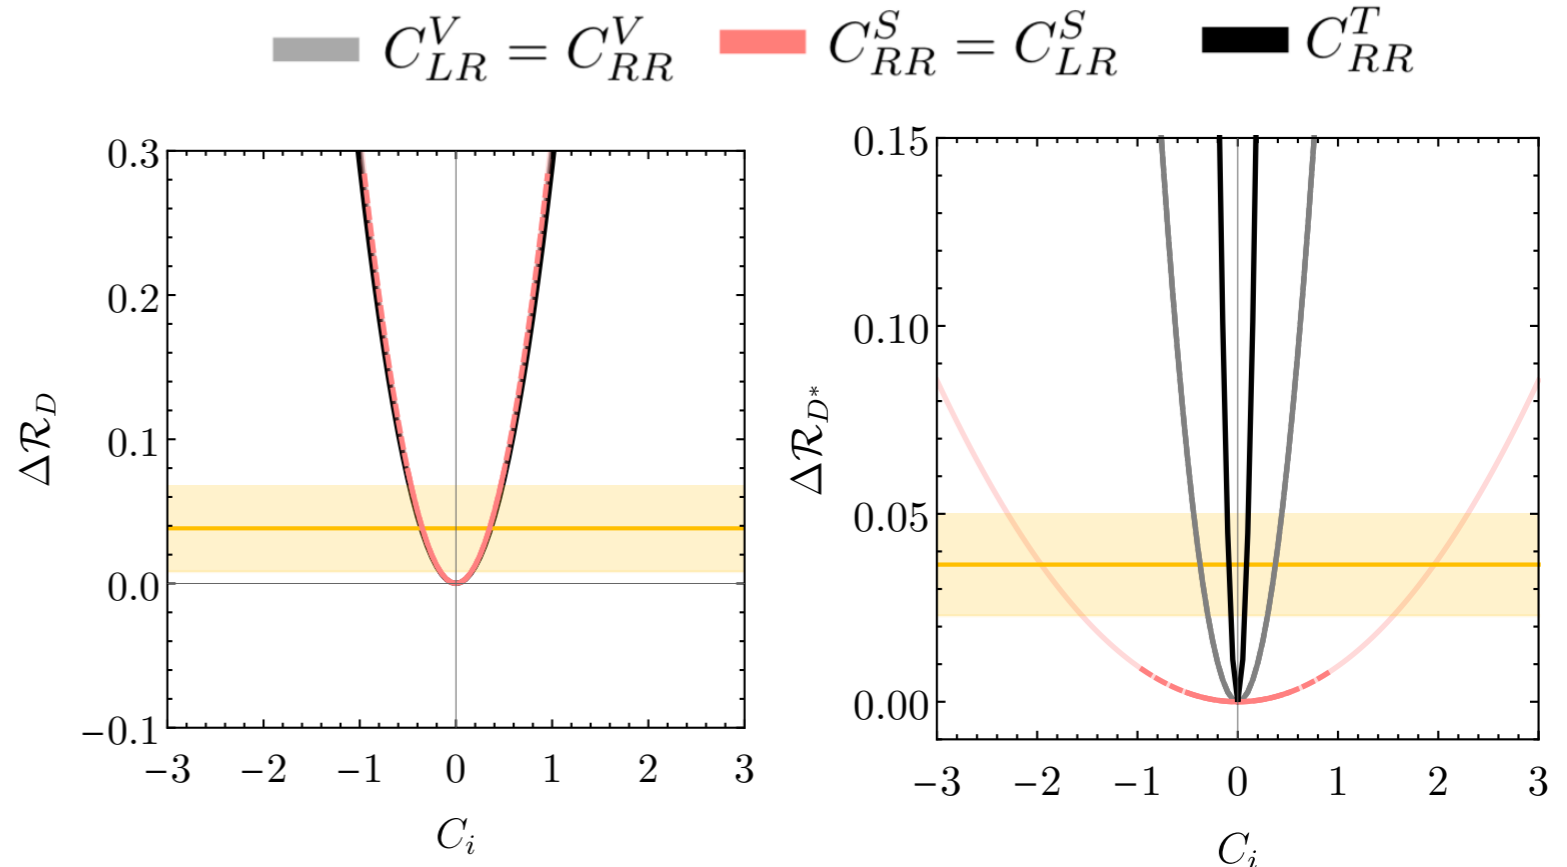 C^V_{LR} = C^V_{RR} C^S_{RR} = C^S_{LR} C^T_{RR}
0.3
0.2
0.1
0.0
−0.1
−3 −2 −1 0 1 2 3
C_i
Δℛ_D
0.15
0.10
0.05
0.00
−3 −2 −1 0 1 2 3
C_i
Δℛ_{D*}